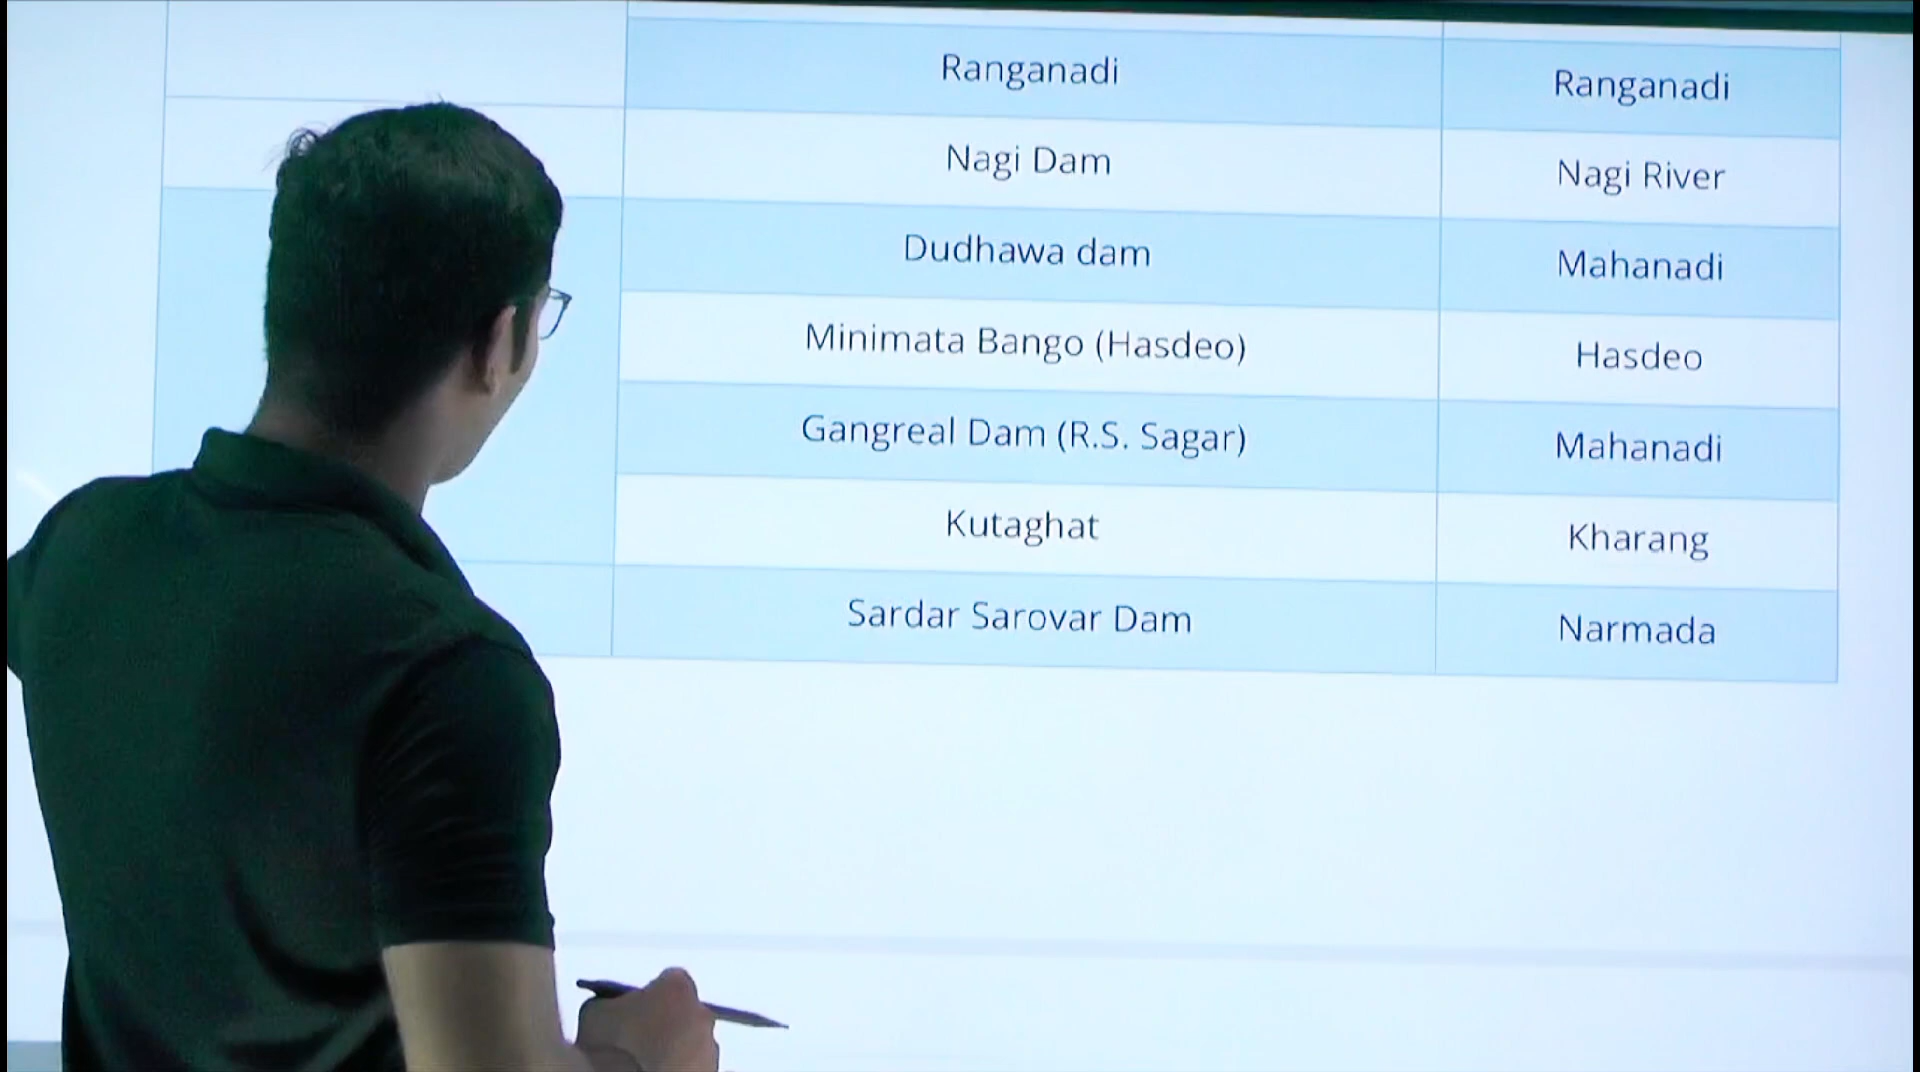 Ranganadi Ranganadi
Nagi Dam Nagi River
Dudhawa dam Mahanadi
Minimata Bango (Hasdeo) Hasdeo
Gangreal Dam (R.S. Sagar) Mahanadi
Kutaghat Kharang
Sardar Sarovar Dam Narmada